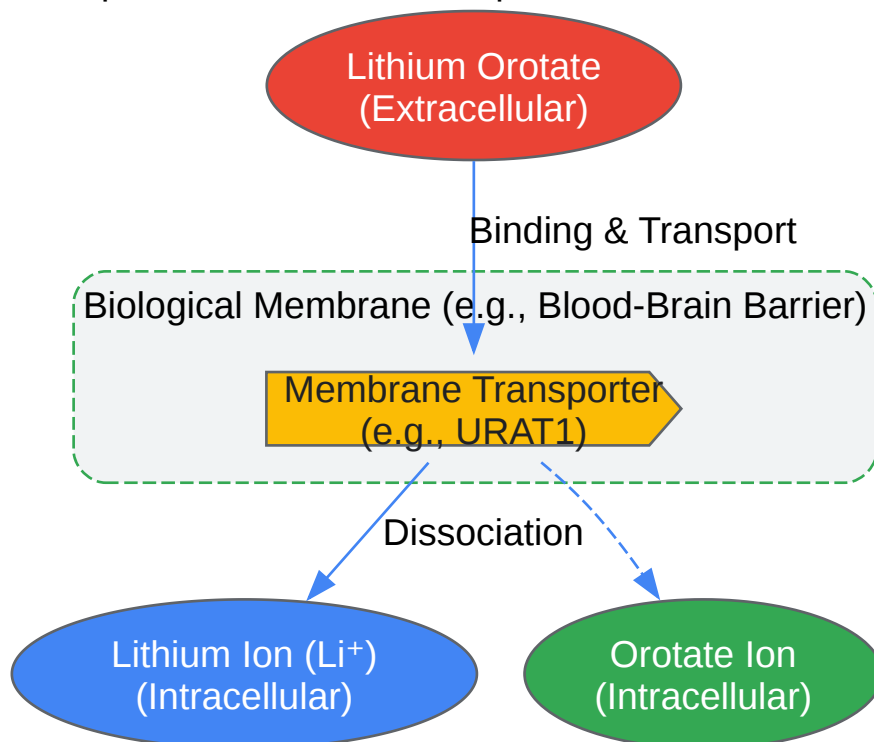 Lithium Orotate
(Extracellular)
Binding & Transport
Biological Membrane (e.g., Blood-Brain Barrier)
Membrane Transporter
(e.g., URAT1)
Dissociation
Lithium Ion (Li⁺)
(Intracellular)
Orotate Ion
(Intracellular)